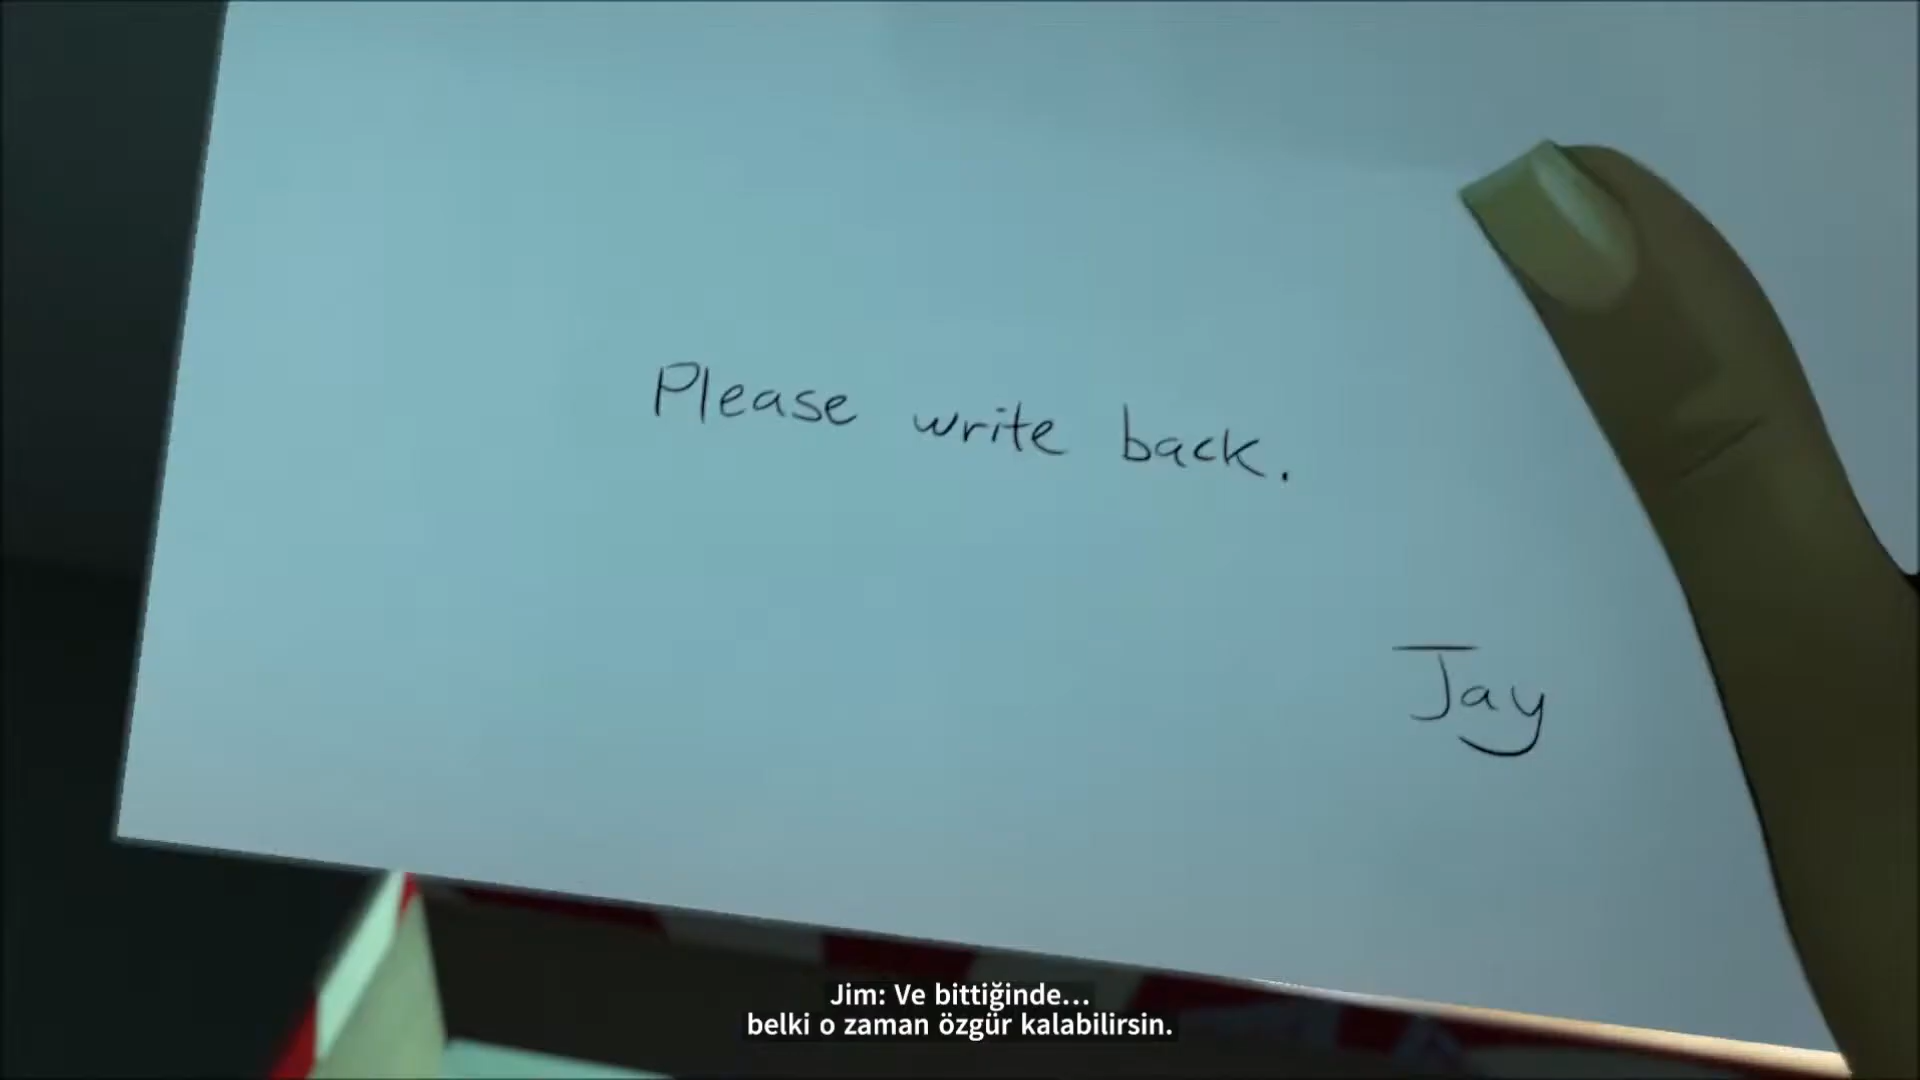 Please write back.
Jay
Jim: Ve bittiğinde...
belki o zaman özgür kalabilirsin.